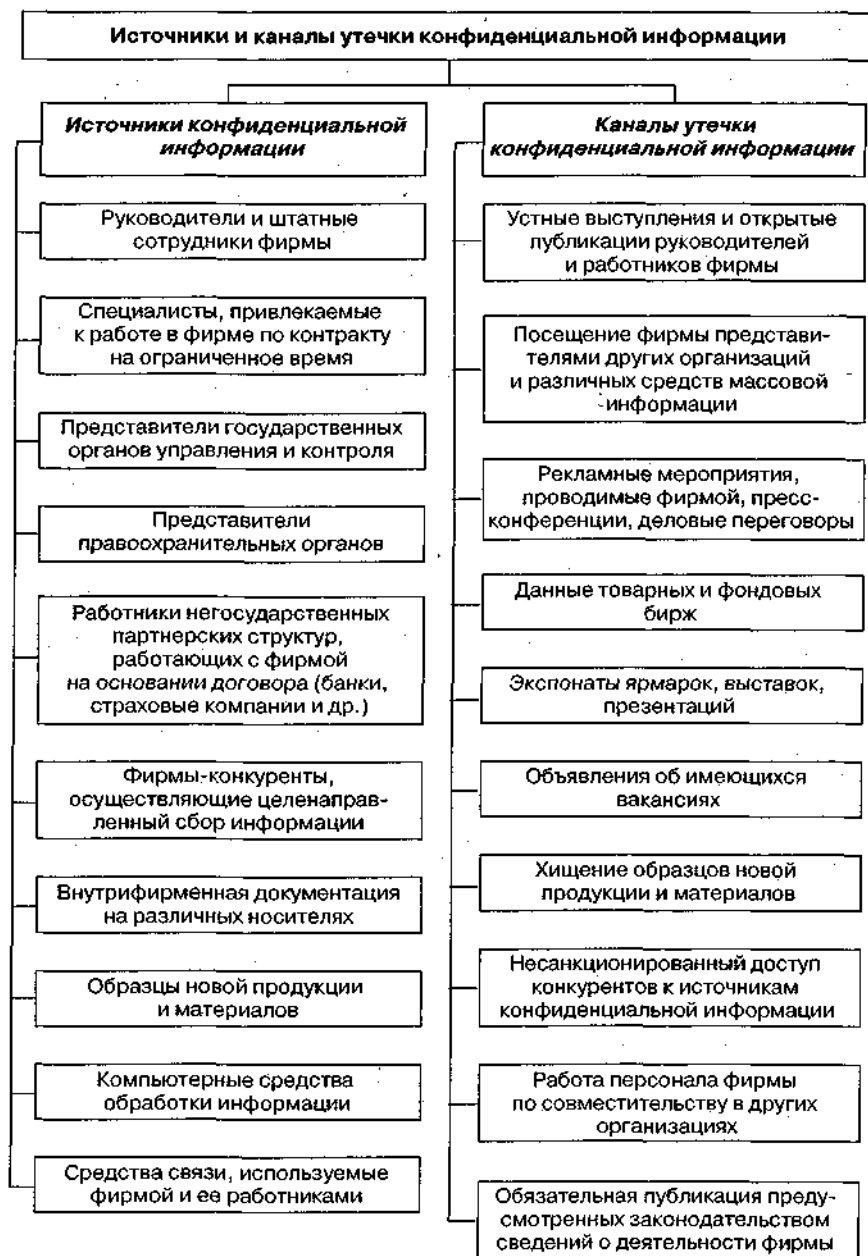 Источники и каналы утечки конфиденциальной информации
Источники конфиденциальной
информации
Руководители и штатные
сотрудники фирмы
Специалисты, привлекаемые
к работе в фирме по контракту
на ограниченное время
Представители государственных
органов управления и контроля
Представители
правоохранительных органов
Работники негосударственных
партнерских структур,
работающих с фирмой
на основании договора (банки,
страховые компании и др.)
Фирмы-конкуренты,
осуществляющие целенаправ-
ленный сбор информации
Внутрифирменная документация
на различных носителях
Образцы новой продукции
и материалов
Компьютерные средства
обработки информации
Средства связи, используемые
фирмой и ее работниками
Каналы утечки
конфиденциальной информации
Устные выступления и открытые
публикации руководителей
и работников фирмы
Посещение фирмы представи-
телями других организаций
и различных средств массовой
информации
Рекламные мероприятия,
проводимые фирмой, пресс-
конференции, деловые переговоры
Данные товарных и фондовых
бирж
Экспонаты ярмарок, выставок,
презентаций
Объявления об имеющихся
вакансиях
Хищение образцов новой
продукции и материалов
Несанкционированный доступ
конкурентов к источникам
конфиденциальной информации
Работа персонала фирмы
по совместительству в других
организациях
Обязательная публикация преду-
смотренных законодательством
сведений о деятельности фирмы